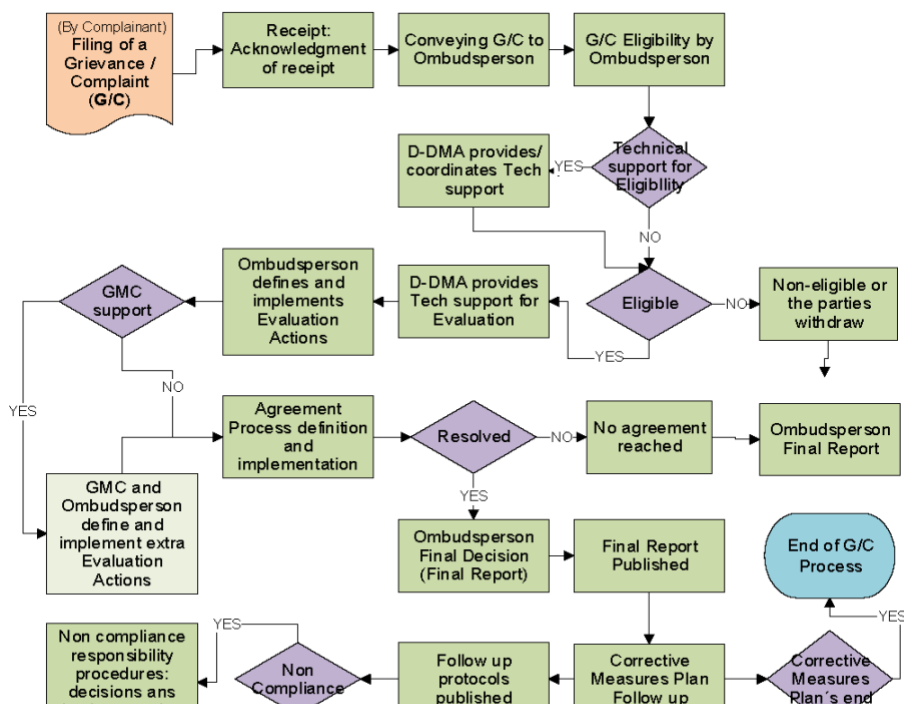 (By Complainant)
Filing of a
Grievance /
Complaint
(G/C)
Receipt:
Acknowledgment
of receipt
Conveying G/C to
Ombudsperson
G/C Eligibility by
Ombudsperson
D-DMA provides/
coordinates Tech
support
YES
Technical
support for
Eligibility
NO
GMC
support
Ombudsperson
defines and
implements
Evaluation
Actions
D-DMA provides
Tech support for
Evaluation
Eligible
NO
Non-eligible or
the parties
withdraw
YES
NO
YES
Agreement
Process definition
and
implementation
Resolved
NO
No agreement
reached
Ombudsperson
Final Report
YES
GMC and
Ombudsperson
define and
implement extra
Evaluation
Actions
Ombudsperson
Final Decision
(Final Report)
Final Report
Published
End of G/C
Process
YES
YES
Non compliance
responsibility
procedures:
decisions ans
Non
Compliance
Follow up
protocols
published
Corrective
Measures Plan
Follow up
Corrective
Measures
Plan´s end